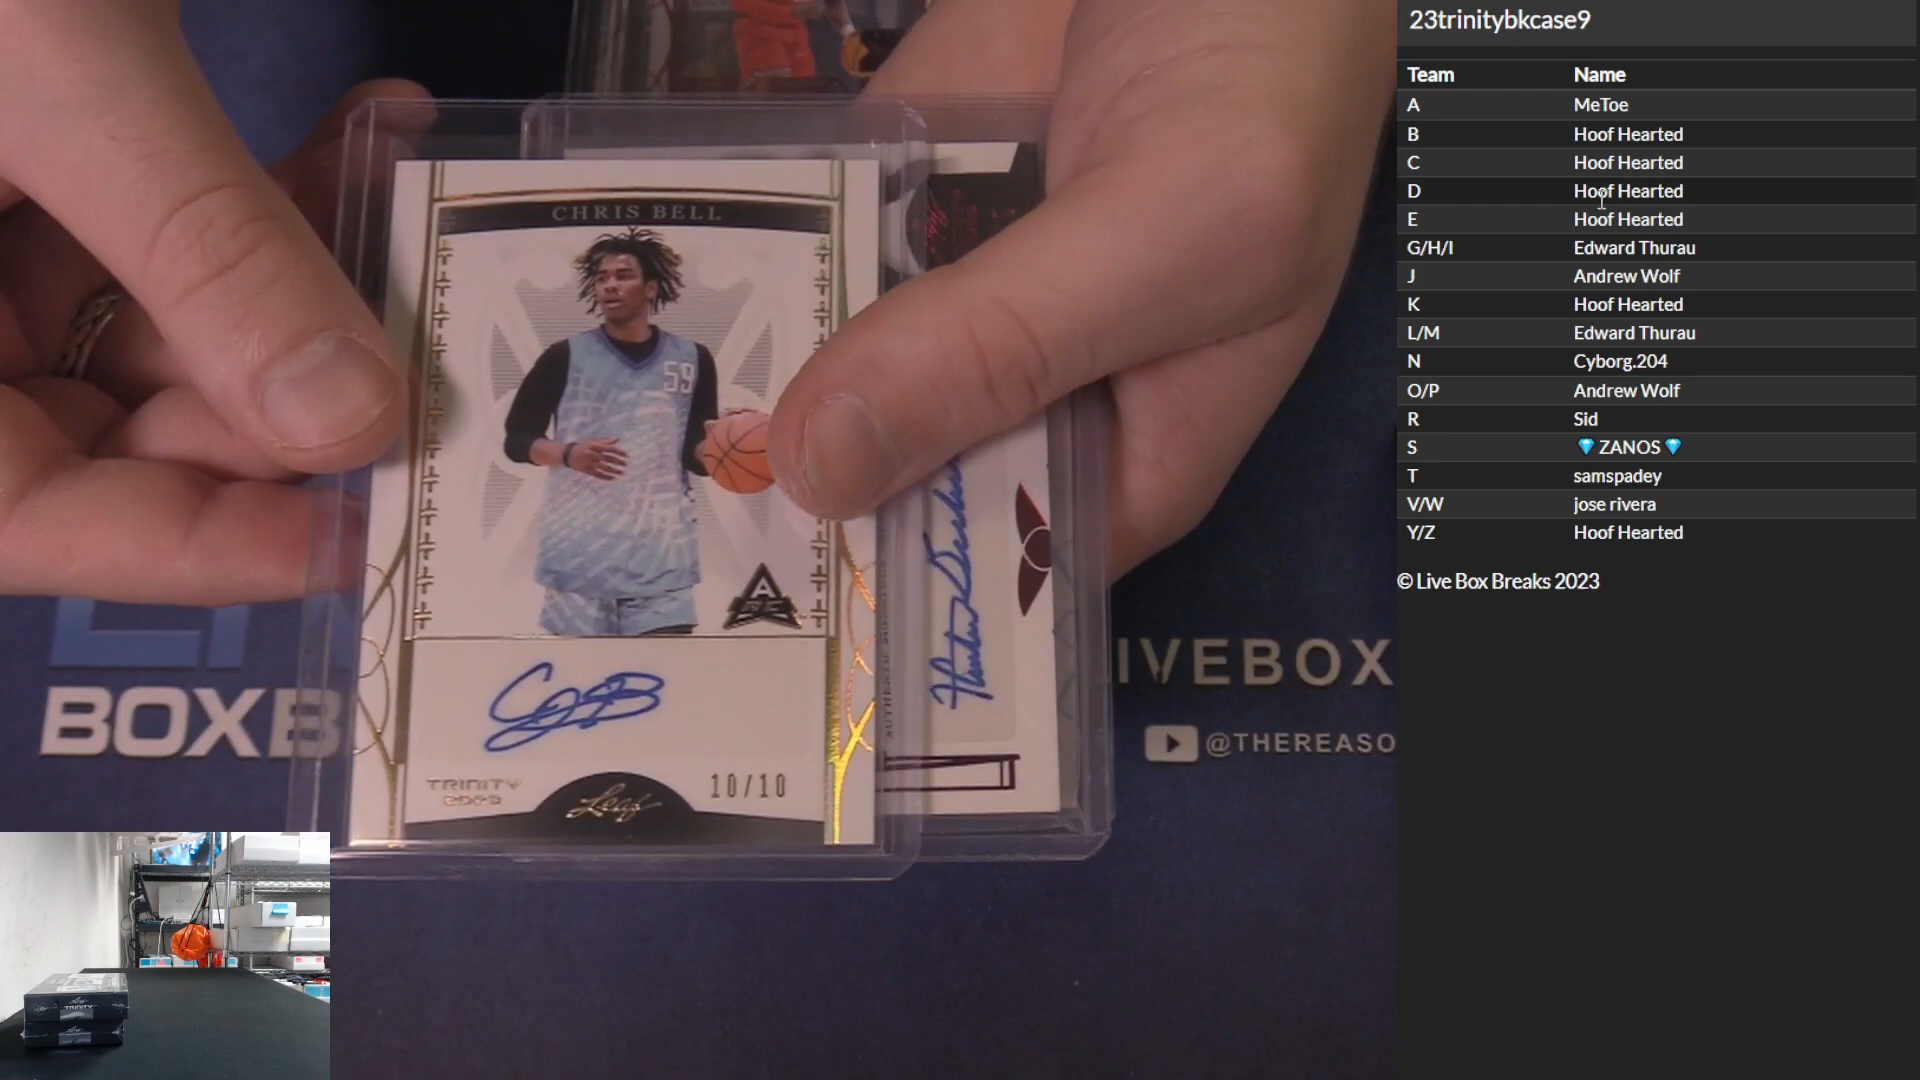 CHRIS BELL
59
A
TRINITY
2023
Leaf
10/10
BOXB
IVEBOX
@THEREASO
23trinitybkcase9
Team Name
A MeToe
B Hoof Hearted
C Hoof Hearted
D Hoof Hearted
E Hoof Hearted
G/H/I Edward Thurau
J Andrew Wolf
K Hoof Hearted
L/M Edward Thurau
N Cyborg.204
O/P Andrew Wolf
R Sid
S 💎 ZANOS 💎
T samspadey
V/W jose rivera
Y/Z Hoof Hearted
© Live Box Breaks 2023